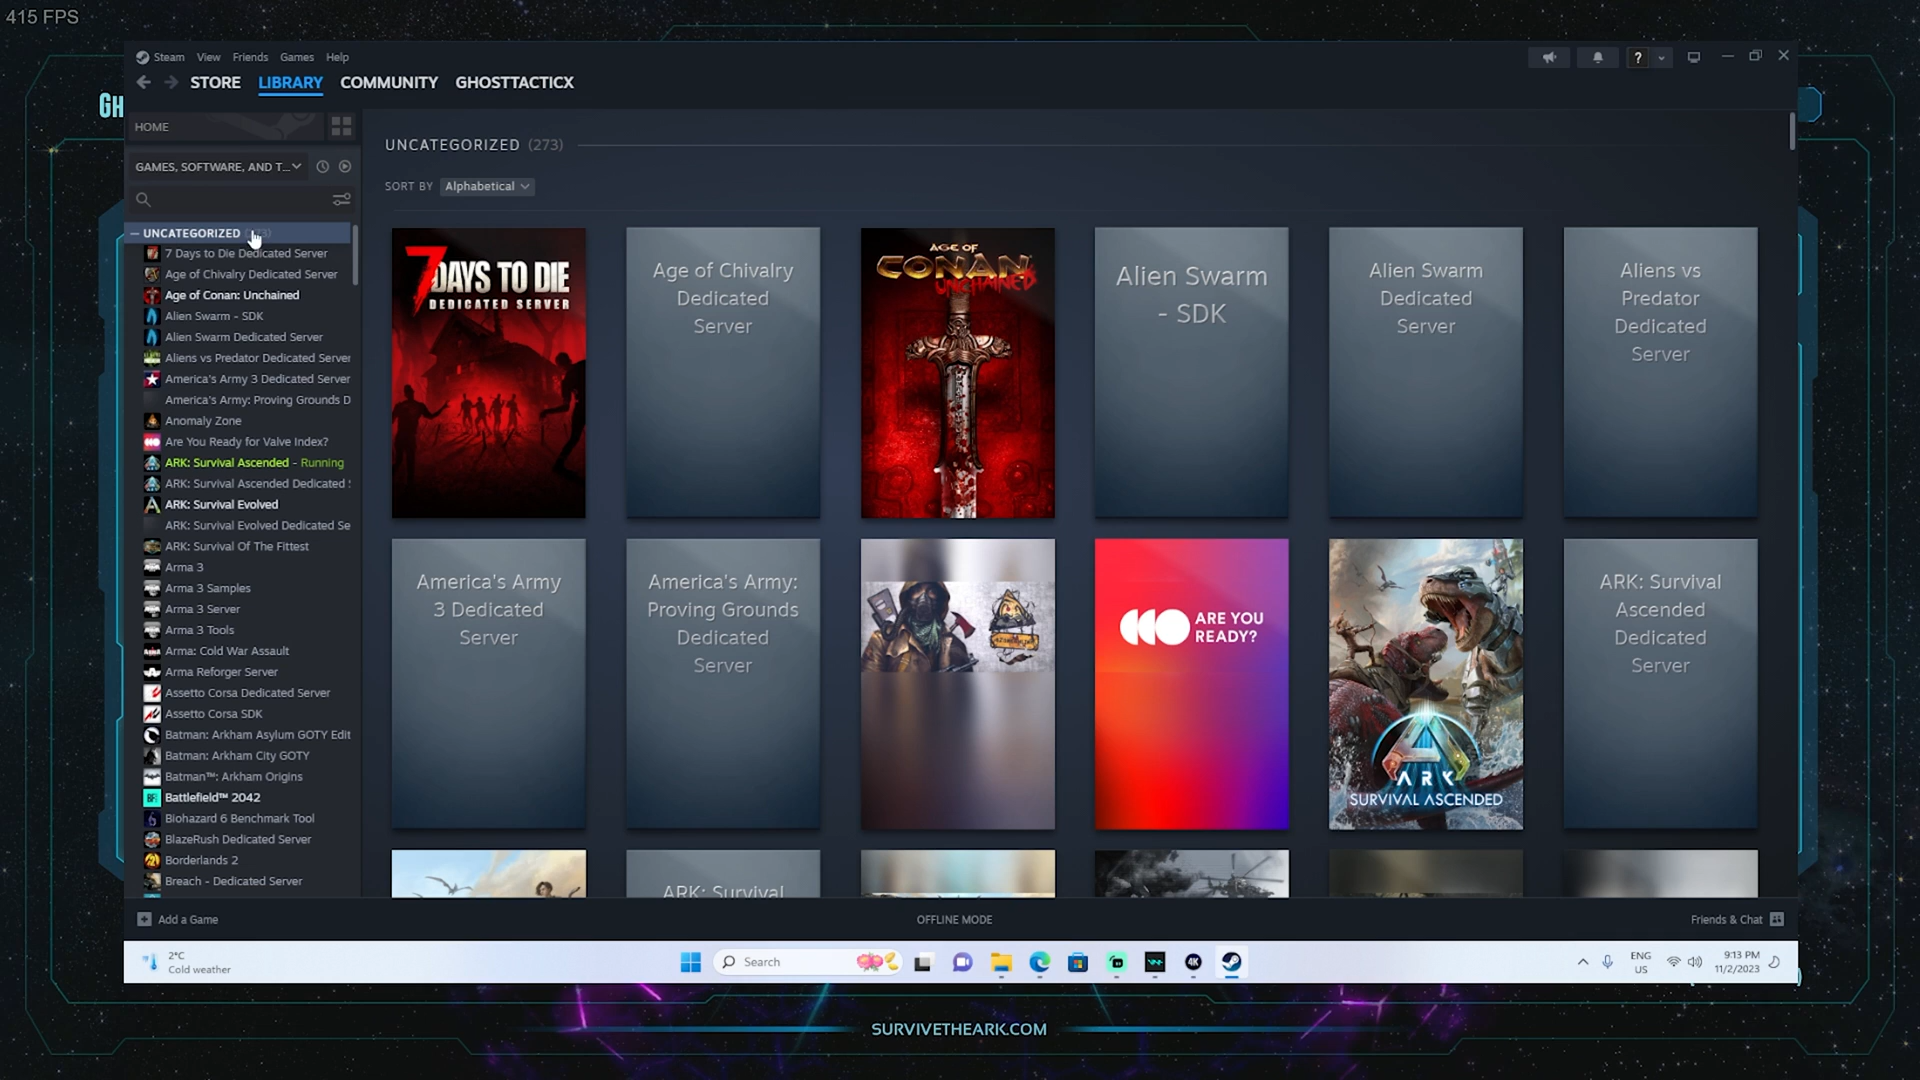 415 FPS
Steam View Friends Games Help
STORE LIBRARY COMMUNITY GHOSTTACTICX
GH
HOME
GAMES, SOFTWARE, AND T...
UNCATEGORIZED
7 Days to Die Dedicated Server
Age of Chivalry Dedicated Server
Age of Conan: Unchained
Alien Swarm - SDK
Alien Swarm Dedicated Server
Aliens vs Predator Dedicated Server
America's Army 3 Dedicated Server
America's Army: Proving Grounds D
Anomaly Zone
Are You Ready for Valve Index?
ARK: Survival Ascended - Running
ARK: Survival Ascended Dedicated
ARK: Survival Evolved
ARK: Survival Evolved Dedicated Se
ARK: Survival Of The Fittest
Arma 3
Arma 3 Samples
Arma 3 Server
Arma 3 Tools
Arma: Cold War Assault
Arma Reforger Server
Assetto Corsa Dedicated Server
Assetto Corsa SDK
Batman: Arkham Asylum GOTY Edit
Batman: Arkham City GOTY
Batman™: Arkham Origins
Battlefield™ 2042
Biohazard 6 Benchmark Tool
BlazeRush Dedicated Server
Borderlands 2
Breach - Dedicated Server
UNCATEGORIZED (273)
SORT BY Alphabetical
7 DAYS TO DIE
DEDICATED SERVER
Age of Chivalry
Dedicated
Server
AGE OF
CONAN
UNCHAINED
Alien Swarm
- SDK
Alien Swarm
Dedicated
Server
Aliens vs
Predator
Dedicated
Server
America's Army
3 Dedicated
Server
America's Army:
Proving Grounds
Dedicated
Server
ARE YOU
READY?
ARK
SURVIVAL ASCENDED
ARK: Survival
Ascended
Dedicated
Server
ARK: Survival
Add a Game
OFFLINE MODE
Friends & Chat
2°C
Cold weather
Search
4K
ENG
US
9:13 PM
11/2/2023
SURVIVETHEARK.COM